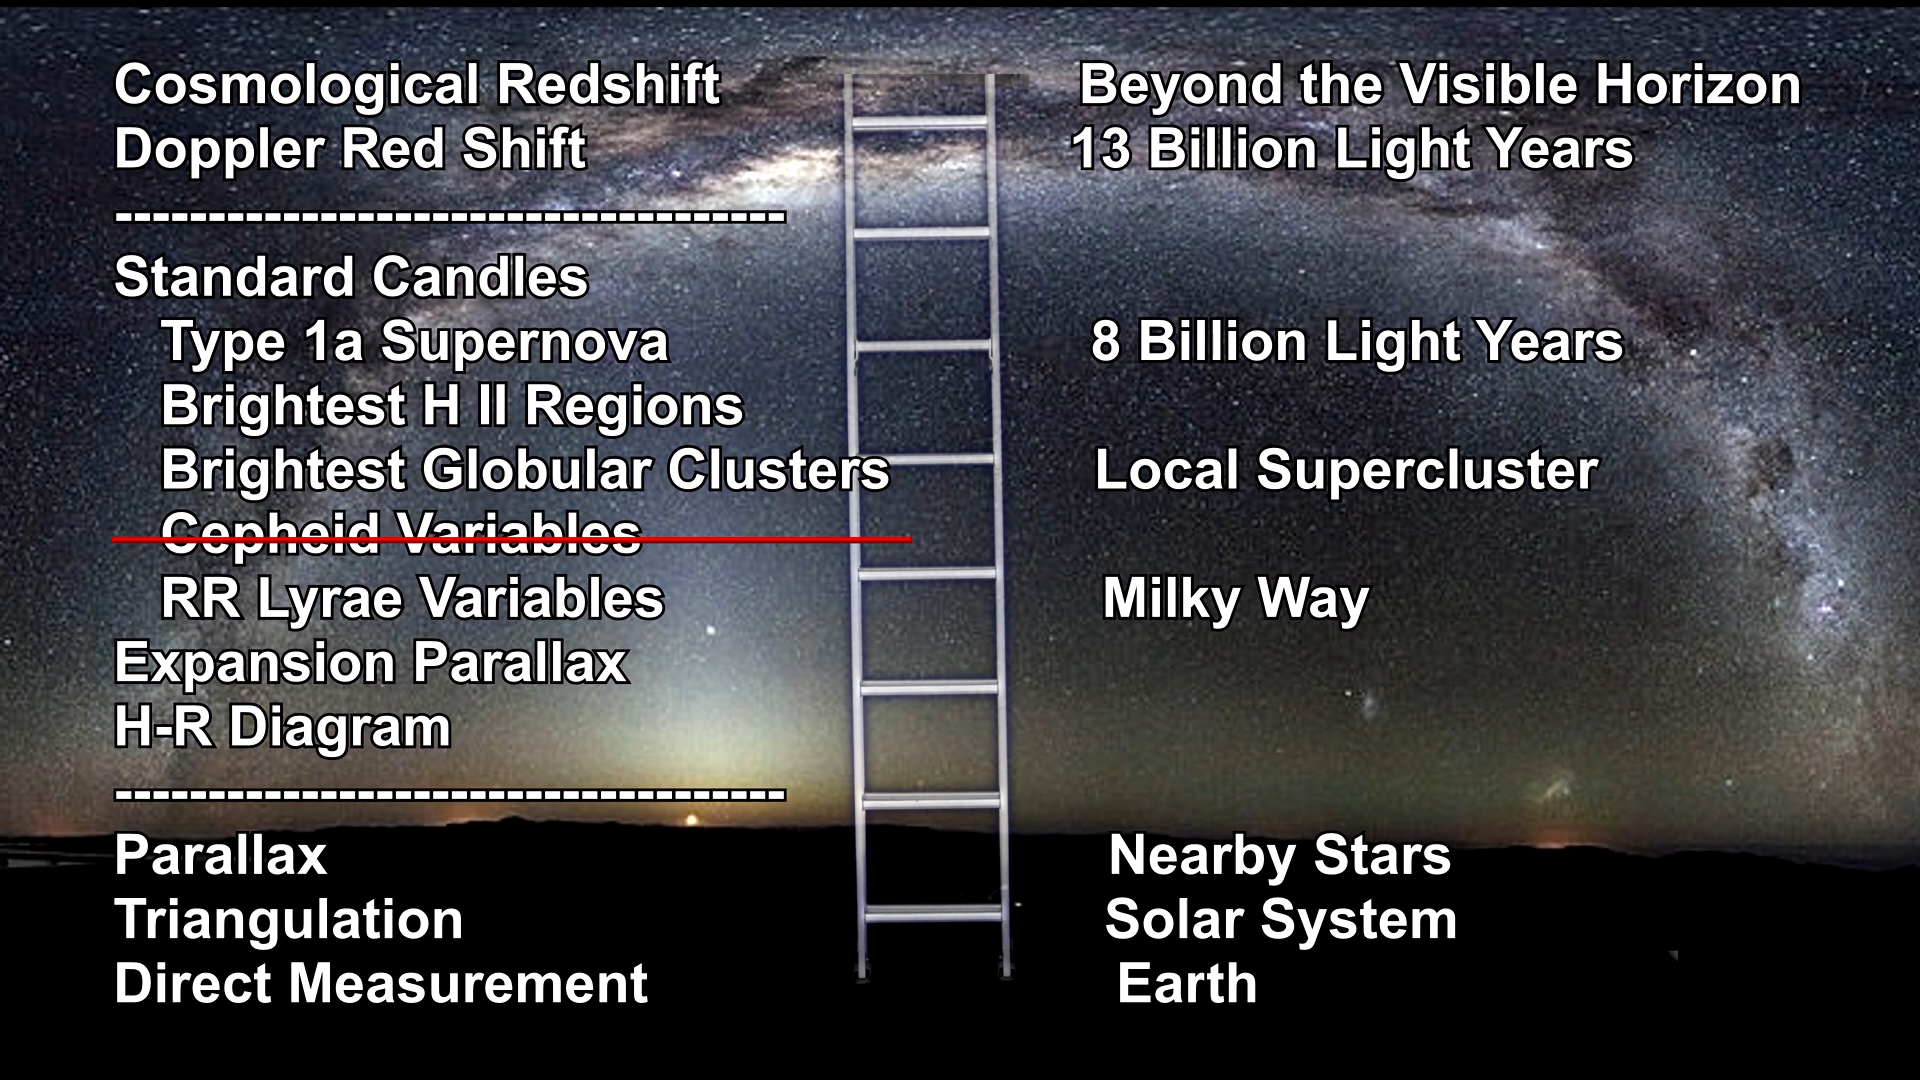 Cosmological Redshift Beyond the Visible Horizon
Doppler Red Shift 13 Billion Light Years
------------------------------------
Standard Candles
Type 1a Supernova 8 Billion Light Years
Brightest H II Regions
Brightest Globular Clusters Local Supercluster
Cepheid Variables
RR Lyrae Variables Milky Way
Expansion Parallax
H-R Diagram
------------------------------------
Parallax Nearby Stars
Triangulation Solar System
Direct Measurement Earth